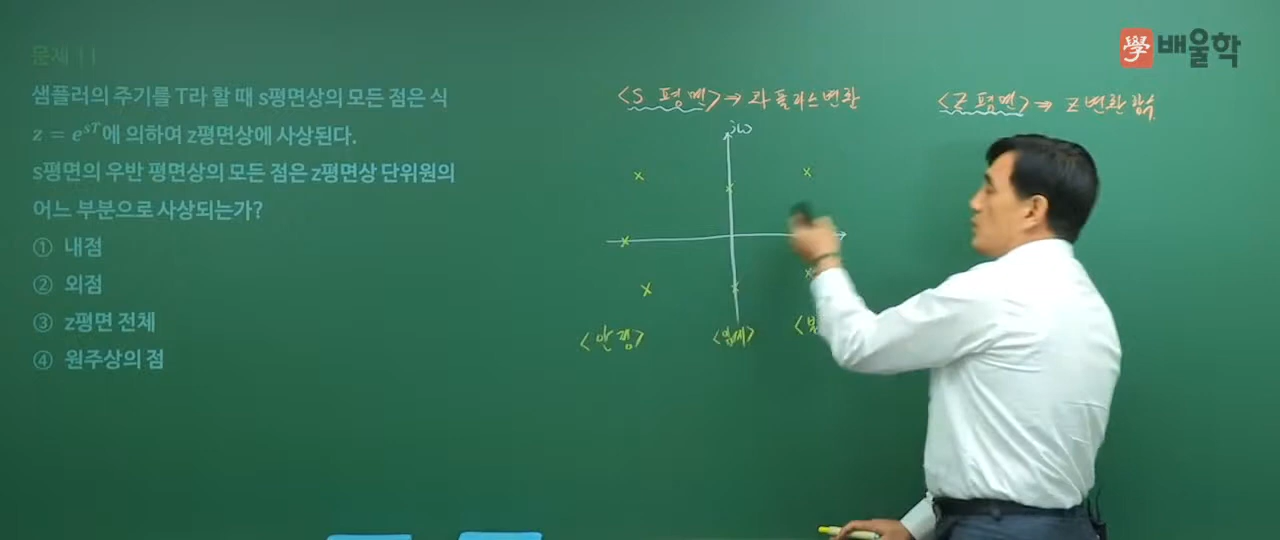 學 배울학
문제 11
샘플러의 주기를 T라 할 때 s평면상의 모든 점은 식
z = e^{sT}에 의하여 z평면상에 사상된다.
s평면의 우반 평면상의 모든 점은 z평면상 단위원의
어느 부분으로 사상되는가?
① 내점
② 외점
③ z평면 전체
④ 원주상의 점
<S 평면> ⇒ 라플라스변환
jω
<안정>
<임계>
<Z 평면> ⇒ Z 변환 함수